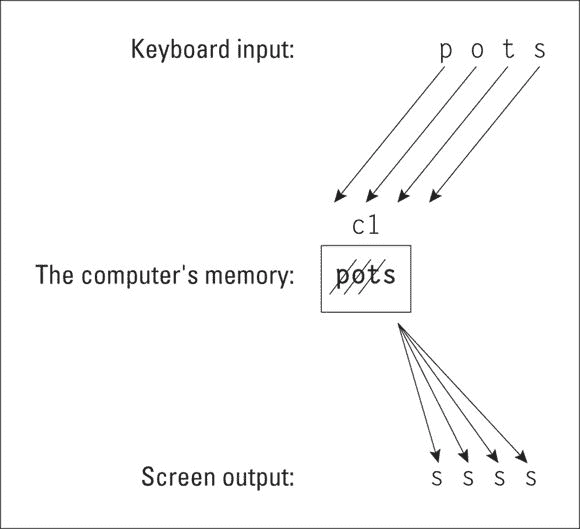 Keyboard input: p o t s
c1
The computer's memory: pots
Screen output: s s s s